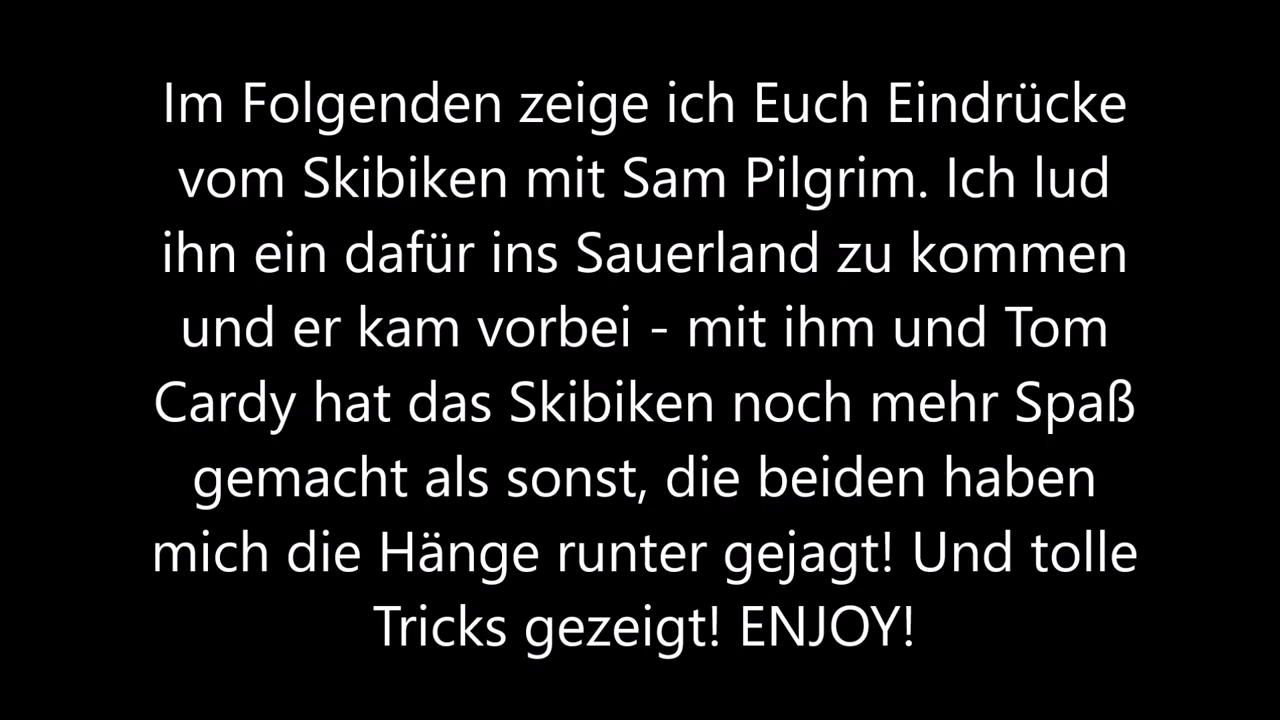 Im Folgenden zeige ich Euch Eindrücke
vom Skibiken mit Sam Pilgrim. Ich lud
ihn ein dafür ins Sauerland zu kommen
und er kam vorbei - mit ihm und Tom
Cardy hat das Skibiken noch mehr Spaß
gemacht als sonst, die beiden haben
mich die Hänge runter gejagt! Und tolle
Tricks gezeigt! ENJOY!